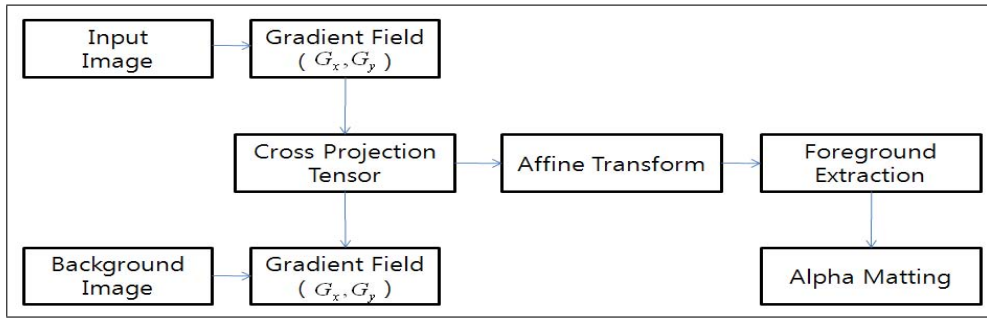 Input
Image
Gradient Field
( Gx, Gy )
Cross Projection
Tensor
Affine Transform
Foreground
Extraction
Background
Image
Gradient Field
( Gx, Gy )
Alpha Matting